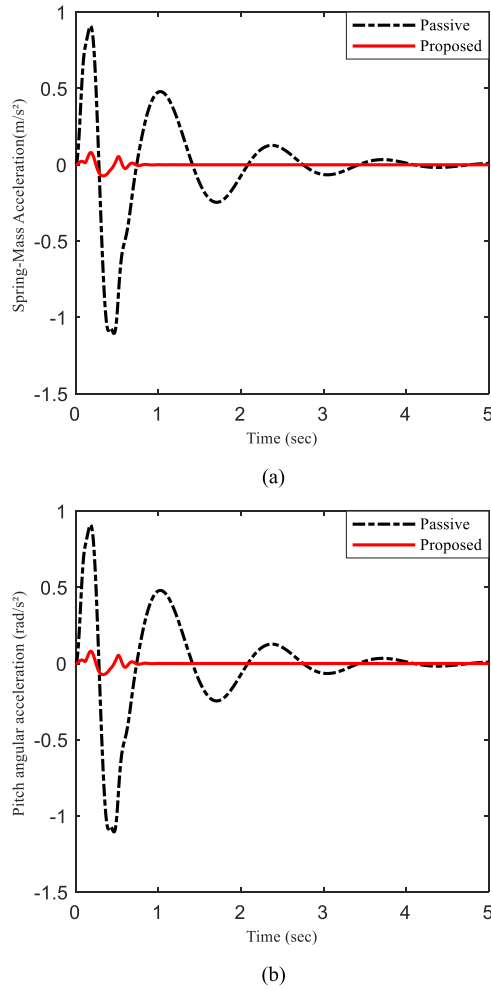 1
0.5
0
-0.5
-1
-1.5
Spring-Mass Acceleration(m/s²)
Passive
Proposed
0 1 2 3 4 5
Time (sec)
(a)
1
0.5
0
-0.5
-1
-1.5
Pitch angular acceleration (rad/s²)
Passive
Proposed
0 1 2 3 4 5
Time (sec)
(b)